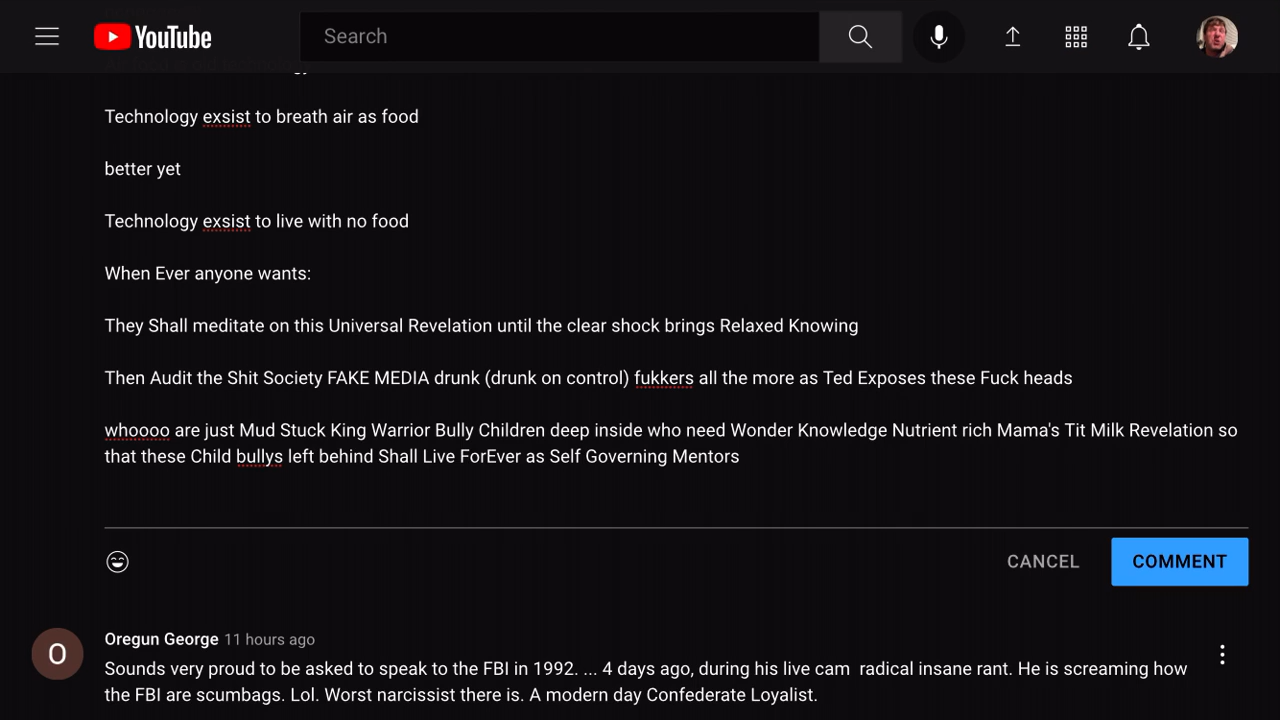 YouTube
Search
Technology exsist to breath air as food
better yet
Technology exsist to live with no food
When Ever anyone wants:
They Shall meditate on this Universal Revelation until the clear shock brings Relaxed Knowing
Then Audit the Shit Society FAKE MEDIA drunk (drunk on control) fukkers all the more as Ted Exposes these Fuck heads
whoooo are just Mud Stuck King Warrior Bully Children deep inside who need Wonder Knowledge Nutrient rich Mama's Tit Milk Revelation so
that these Child bullys left behind Shall Live ForEver as Self Governing Mentors
CANCEL
COMMENT
O
Oregun George 11 hours ago
Sounds very proud to be asked to speak to the FBI in 1992. ... 4 days ago, during his live cam  radical insane rant. He is screaming how
the FBI are scumbags. Lol. Worst narcissist there is. A modern day Confederate Loyalist.